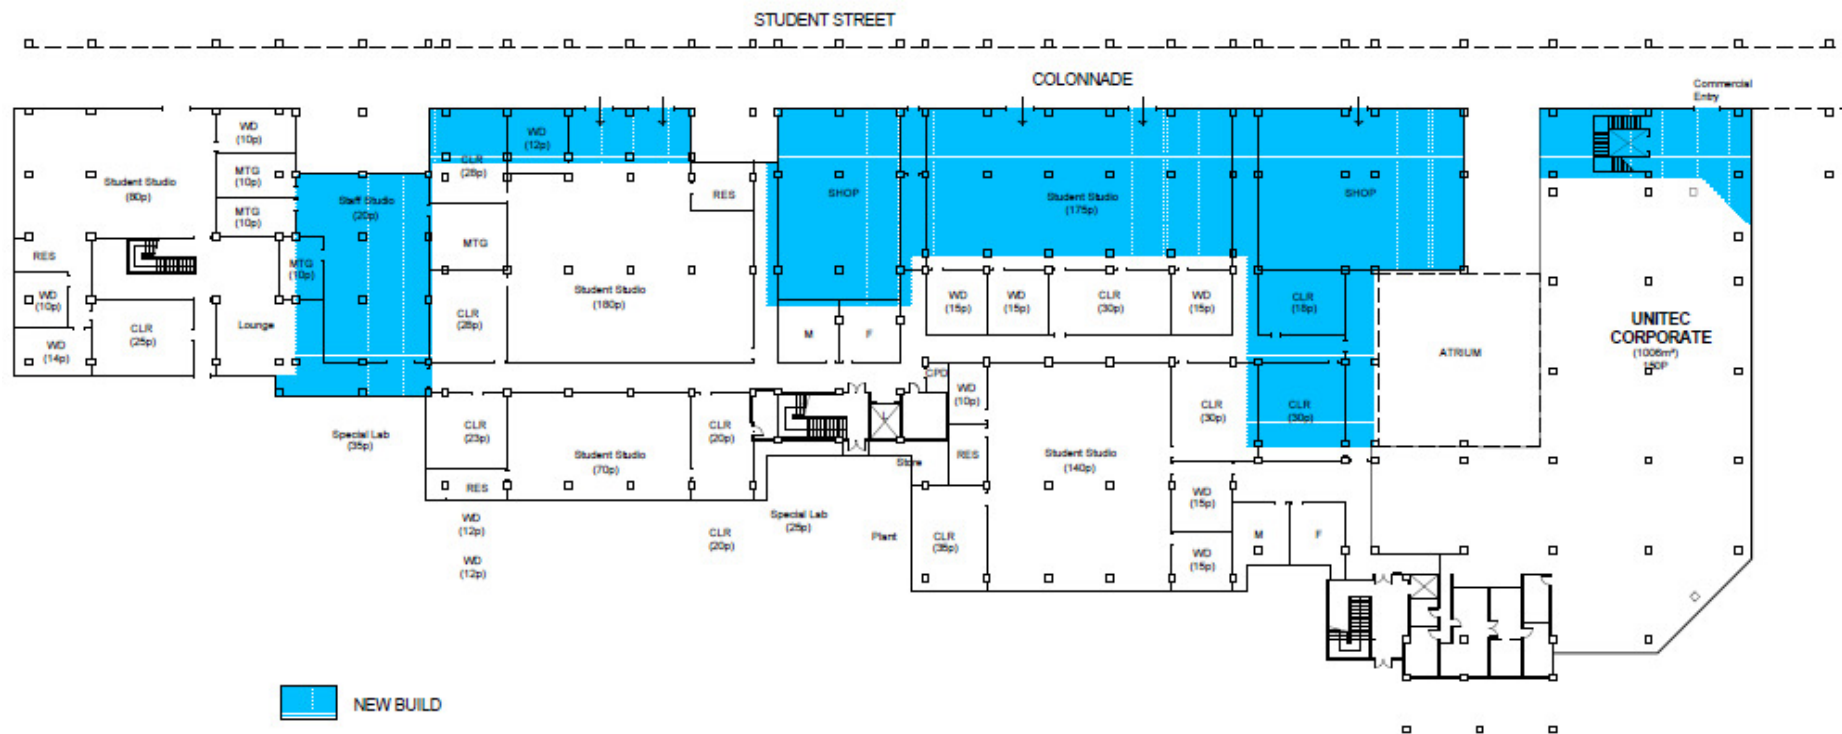 STUDENT STREET
COLONNADE
Commercial
Entry
WD
(10p)
MTG
(10p)
MTG
(10p)
Student Studio
(80p)
RES
WD
(10p)
WD
(14p)
CLR
(25p)
Lounge
MTG
(10p)
Staff Studio
(20p)
Special Lab
(35p)
WD
(12p)
CLR
(28p)
MTG
CLR
(28p)
RES
Student Studio
(180p)
CLR
(23p)
RES
WD
(12p)
WD
(12p)
Student Studio
(70p)
CLR
(20p)
CLR
(20p)
SHOP
M
F
L
Special Lab
(25p)
Plant
Store
CPD
WD
(10p)
RES
CLR
(35p)
Student Studio
(175p)
WD
(15p)
WD
(15p)
CLR
(30p)
WD
(15p)
Student Studio
(140p)
CLR
(30p)
WD
(15p)
WD
(15p)
SHOP
CLR
(18p)
CLR
(30p)
M
F
ATRIUM
UNITEC
CORPORATE
(1006m²)
150P
NEW BUILD